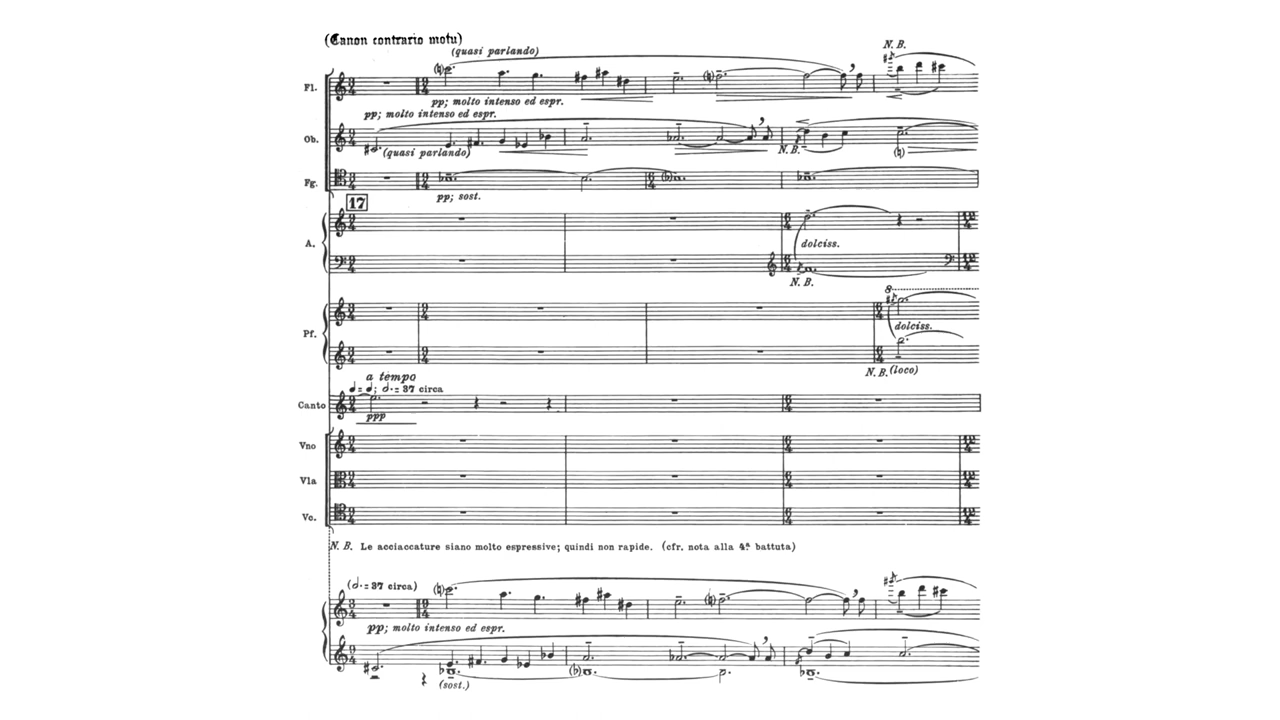 (Canon contrario motu)
(quasi parlando)
N. B.
Fl.
pp; molto intenso ed espr.
pp; molto intenso ed espr.
Ob.
(quasi parlando)
N. B.
Fg.
pp; sost.
17
A.
dolciss.
N. B.
8
Pf.
dolciss.
N. B. (loco)
a tempo
= ; = 37 circa
Canto
ppp
Vno
Vla
Vc.
N. B. Le acciaccature siano molto espressive; quindi non rapide. (cfr. nota alla 4ª battuta)
( = 37 circa)
pp; molto intenso ed espr.
(sost.)